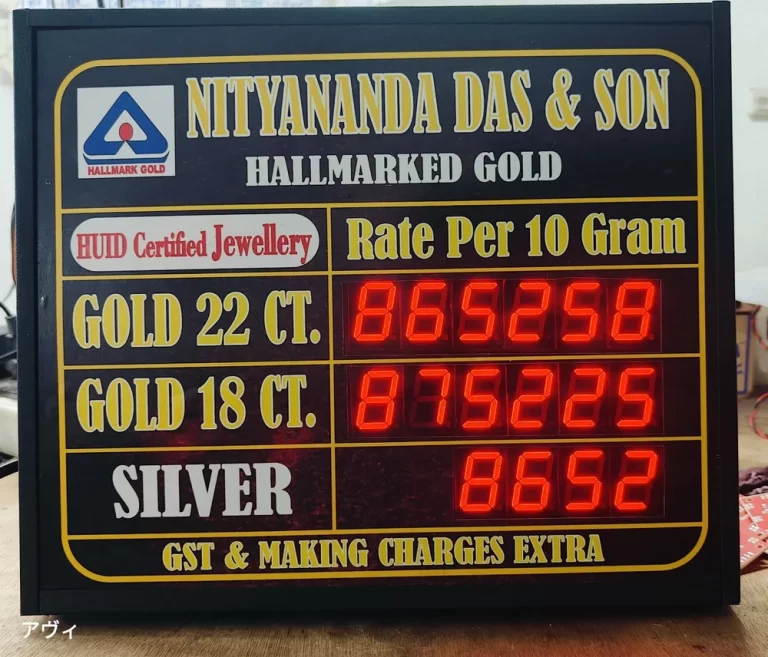 NITYANANDA DAS & SON
HALLMARK GOLD
HALLMARKED GOLD
HUID Certified Jewellery
Rate Per 10 Gram
GOLD 22 CT. 865258
GOLD 18 CT. 875225
SILVER 8652
GST & MAKING CHARGES EXTRA
アヴィ